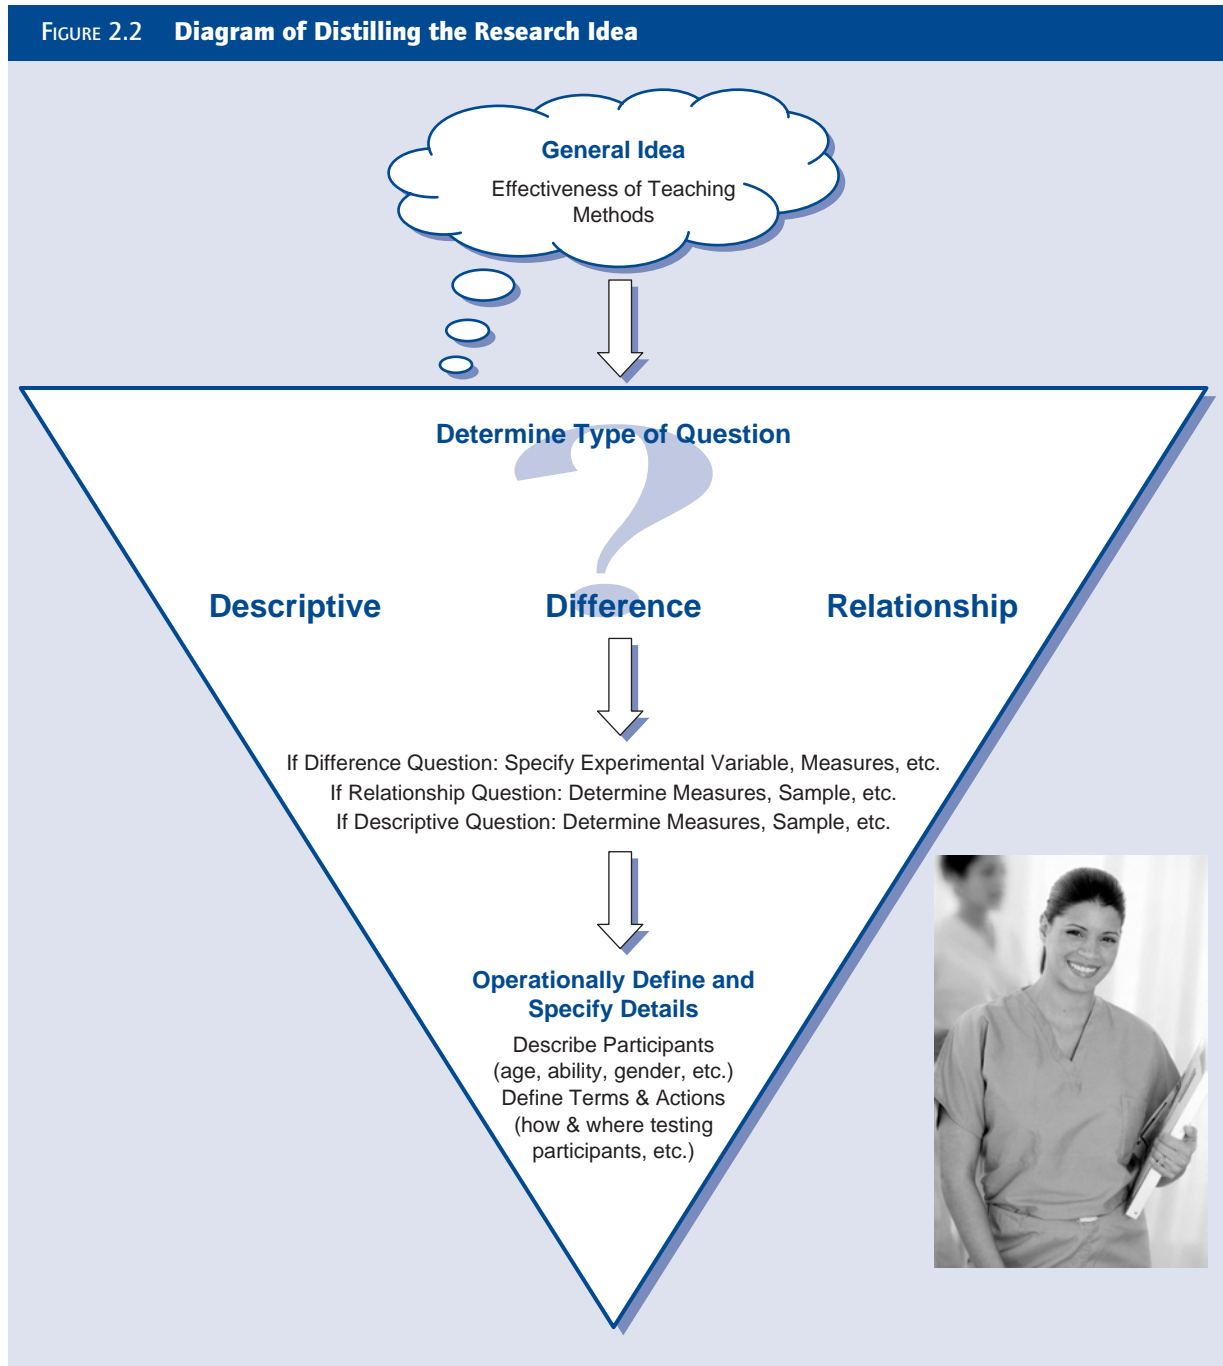 FIGURE 2.2 Diagram of Distilling the Research Idea
General Idea
Effectiveness of Teaching
Methods
Determine Type of Question
?
Descriptive Difference Relationship
If Difference Question: Specify Experimental Variable, Measures, etc.
If Relationship Question: Determine Measures, Sample, etc.
If Descriptive Question: Determine Measures, Sample, etc.
Operationally Define and
Specify Details
Describe Participants
(age, ability, gender, etc.)
Define Terms & Actions
(how & where testing
participants, etc.)